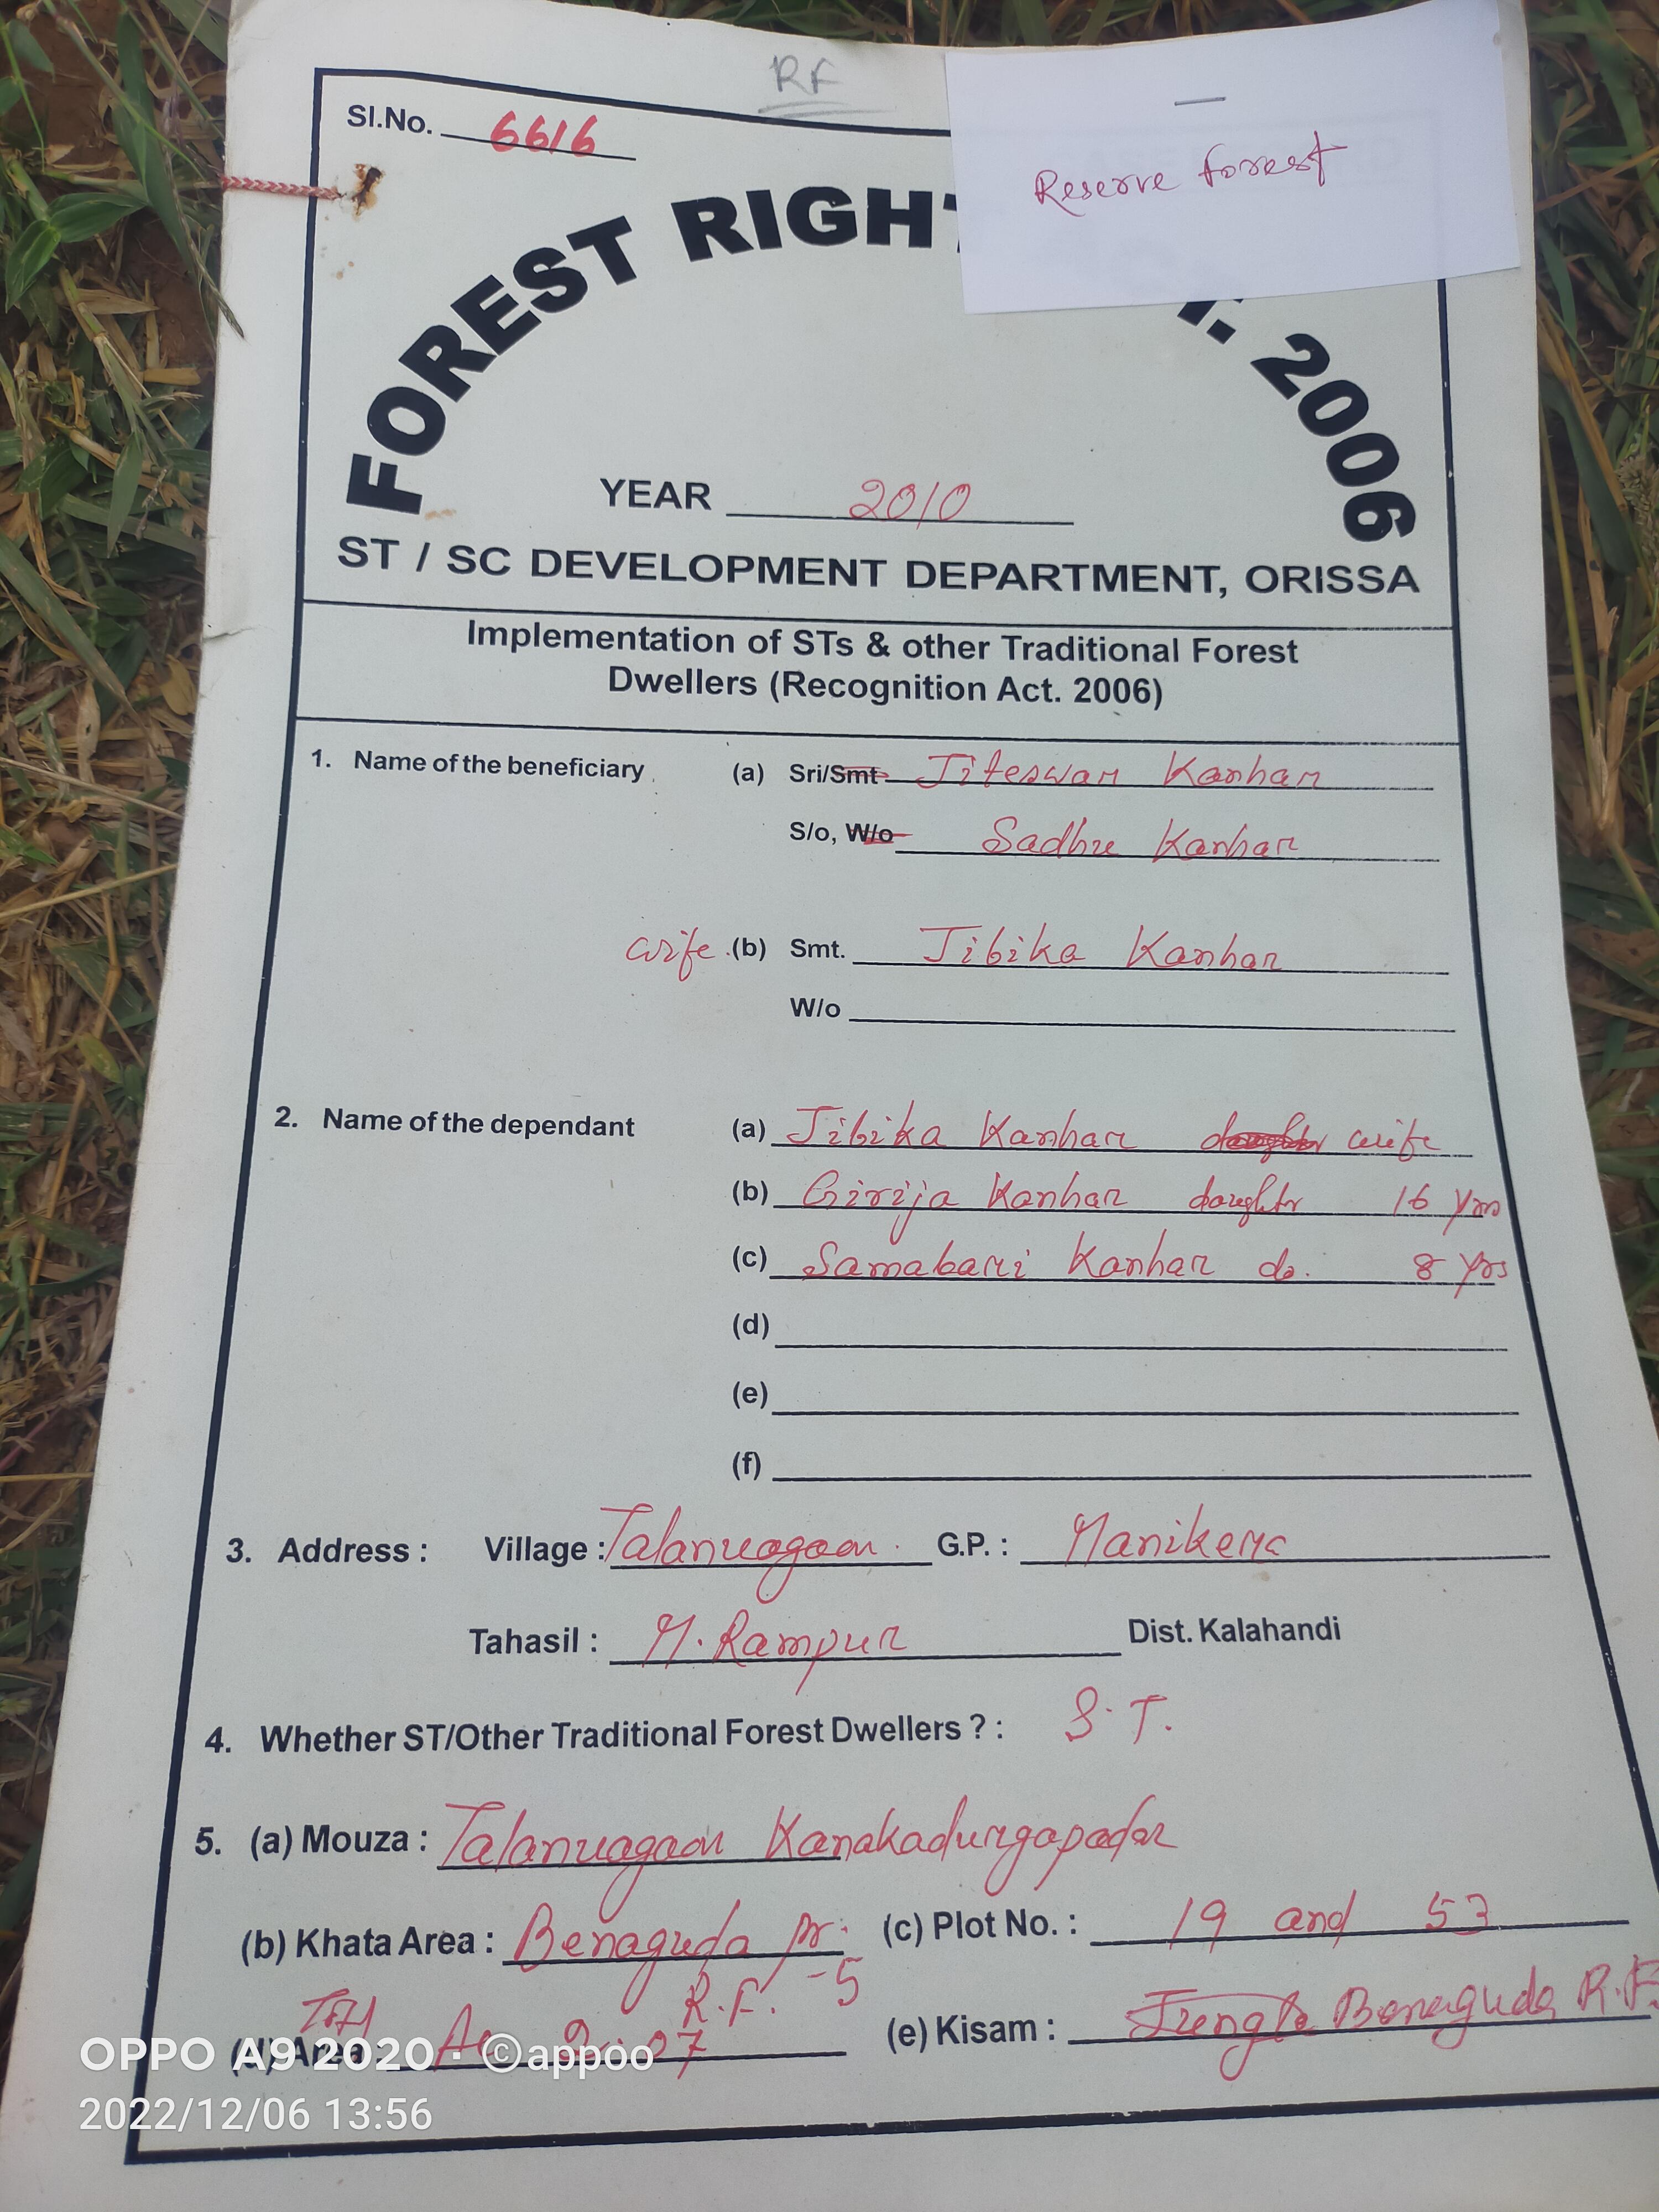 RF
Sl.No. 6616
Reserve forest
FOREST RIGHT 2006
YEAR 2010
ST / SC DEVELOPMENT DEPARTMENT, ORISSA
Implementation of STs & other Traditional Forest
Dwellers (Recognition Act. 2006)
1. Name of the beneficiary (a) Sri/Smt Jiteswar Kanhar
S/o, W/o Sadhu Kanhar
wife (b) Smt. Jibika Kanhar
W/o
2. Name of the dependant (a) Jibika Kanhar wife
(b) Girija Kanhar daughter 16 yrs
(c) Samabari Kanhar do. 8 yrs
(d)
(e)
(f)
3. Address : Village : Talanuagaon G.P. : Manikera
Tahasil : M. Rampur Dist. Kalahandi
4. Whether ST/Other Traditional Forest Dwellers ? : S.T.
5. (a) Mouza : Talanuagaon Kanakadurgapadar
(b) Khata Area : Benaguda Pr. (c) Plot No. : 19 and 53
R.F. -5
(d) Area : Ac (e) Kisam : Jungle Benaguda R.F.
OPPO A9 2020 · ©appoo
2022/12/06 13:56